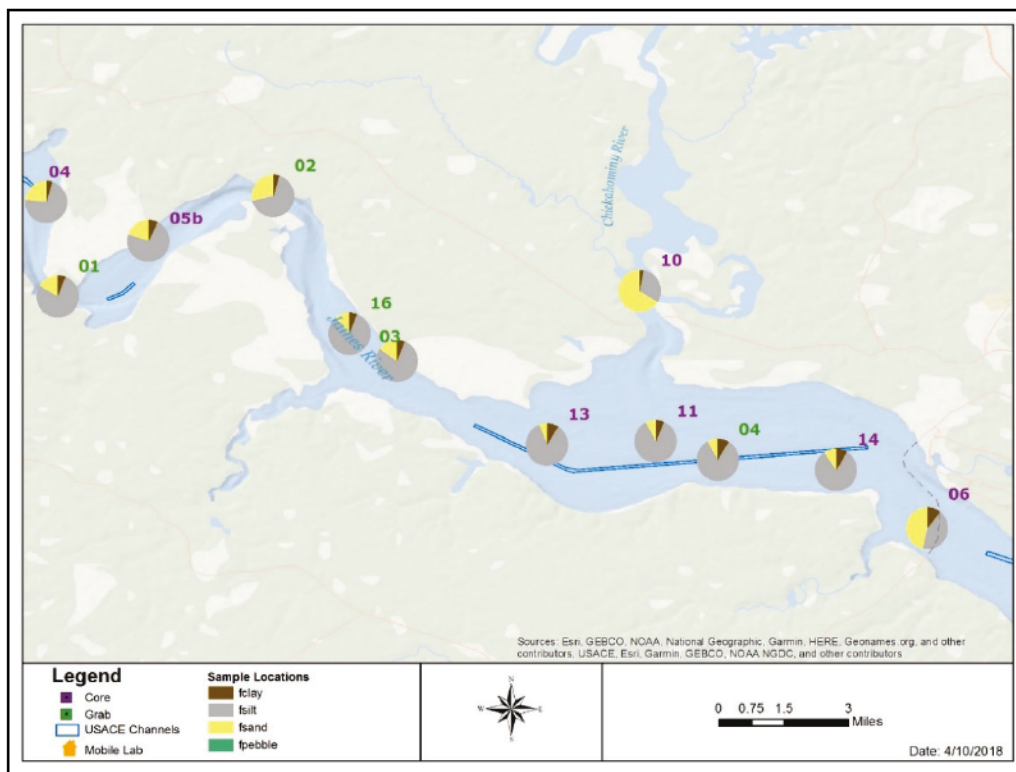 04
02
05b
01
16
03
James River
Chickahominy River
10
13
11
04
14
06
Sources: Esri, GEBCO, NOAA, National Geographic, Garmin, HERE, Geonames.org, and other
contributors, USACE, Esri, Garmin, GEBCO, NOAA NGDC, and other contributors
Legend
Core
Grab
USACE Channels
Mobile Lab
Sample Locations
fclay
fsilt
fsand
fpebble
N
W
E
S
0 0.75 1.5 3
Miles
Date: 4/10/2018